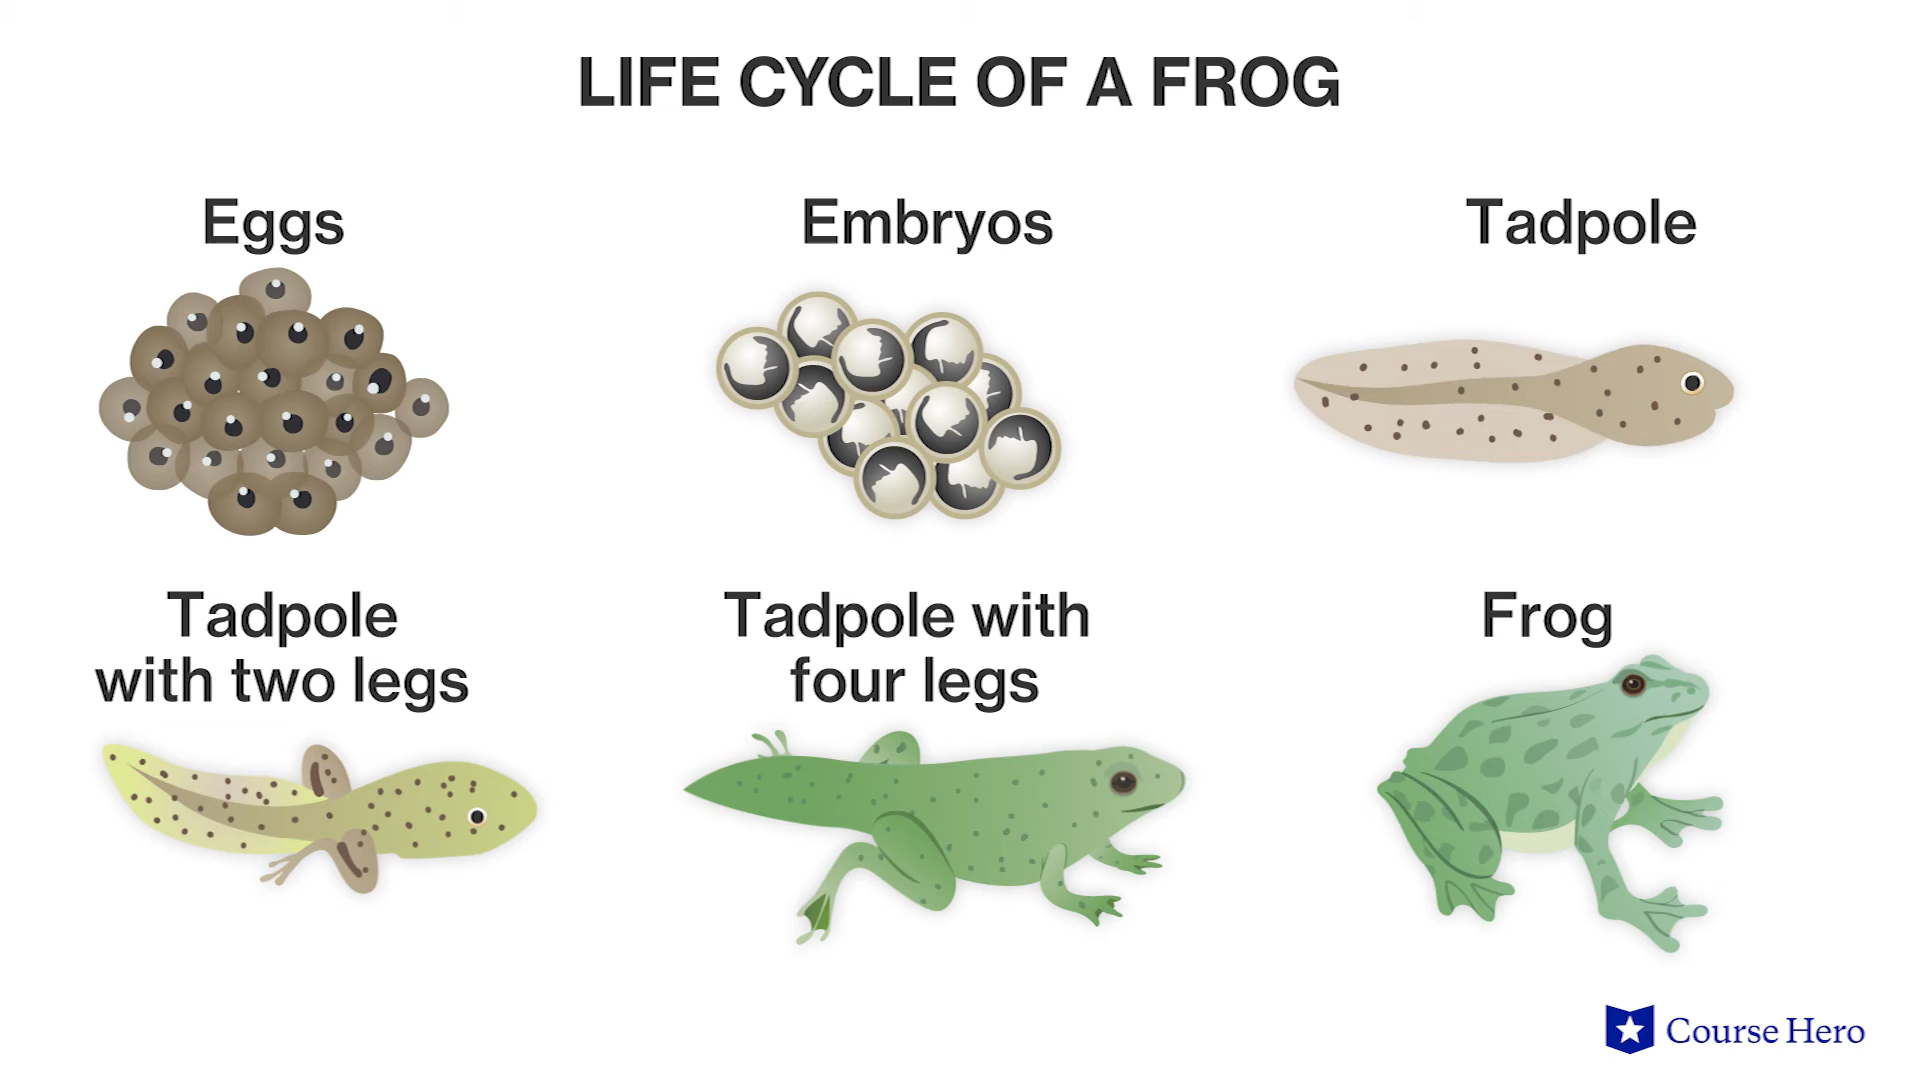 LIFE CYCLE OF A FROG
Eggs
Embryos
Tadpole
Tadpole
with two legs
Tadpole with
four legs
Frog
Course Hero